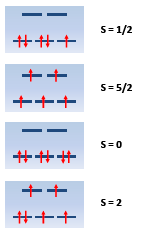 S = 1/2
S = 5/2
S = 0
S = 2